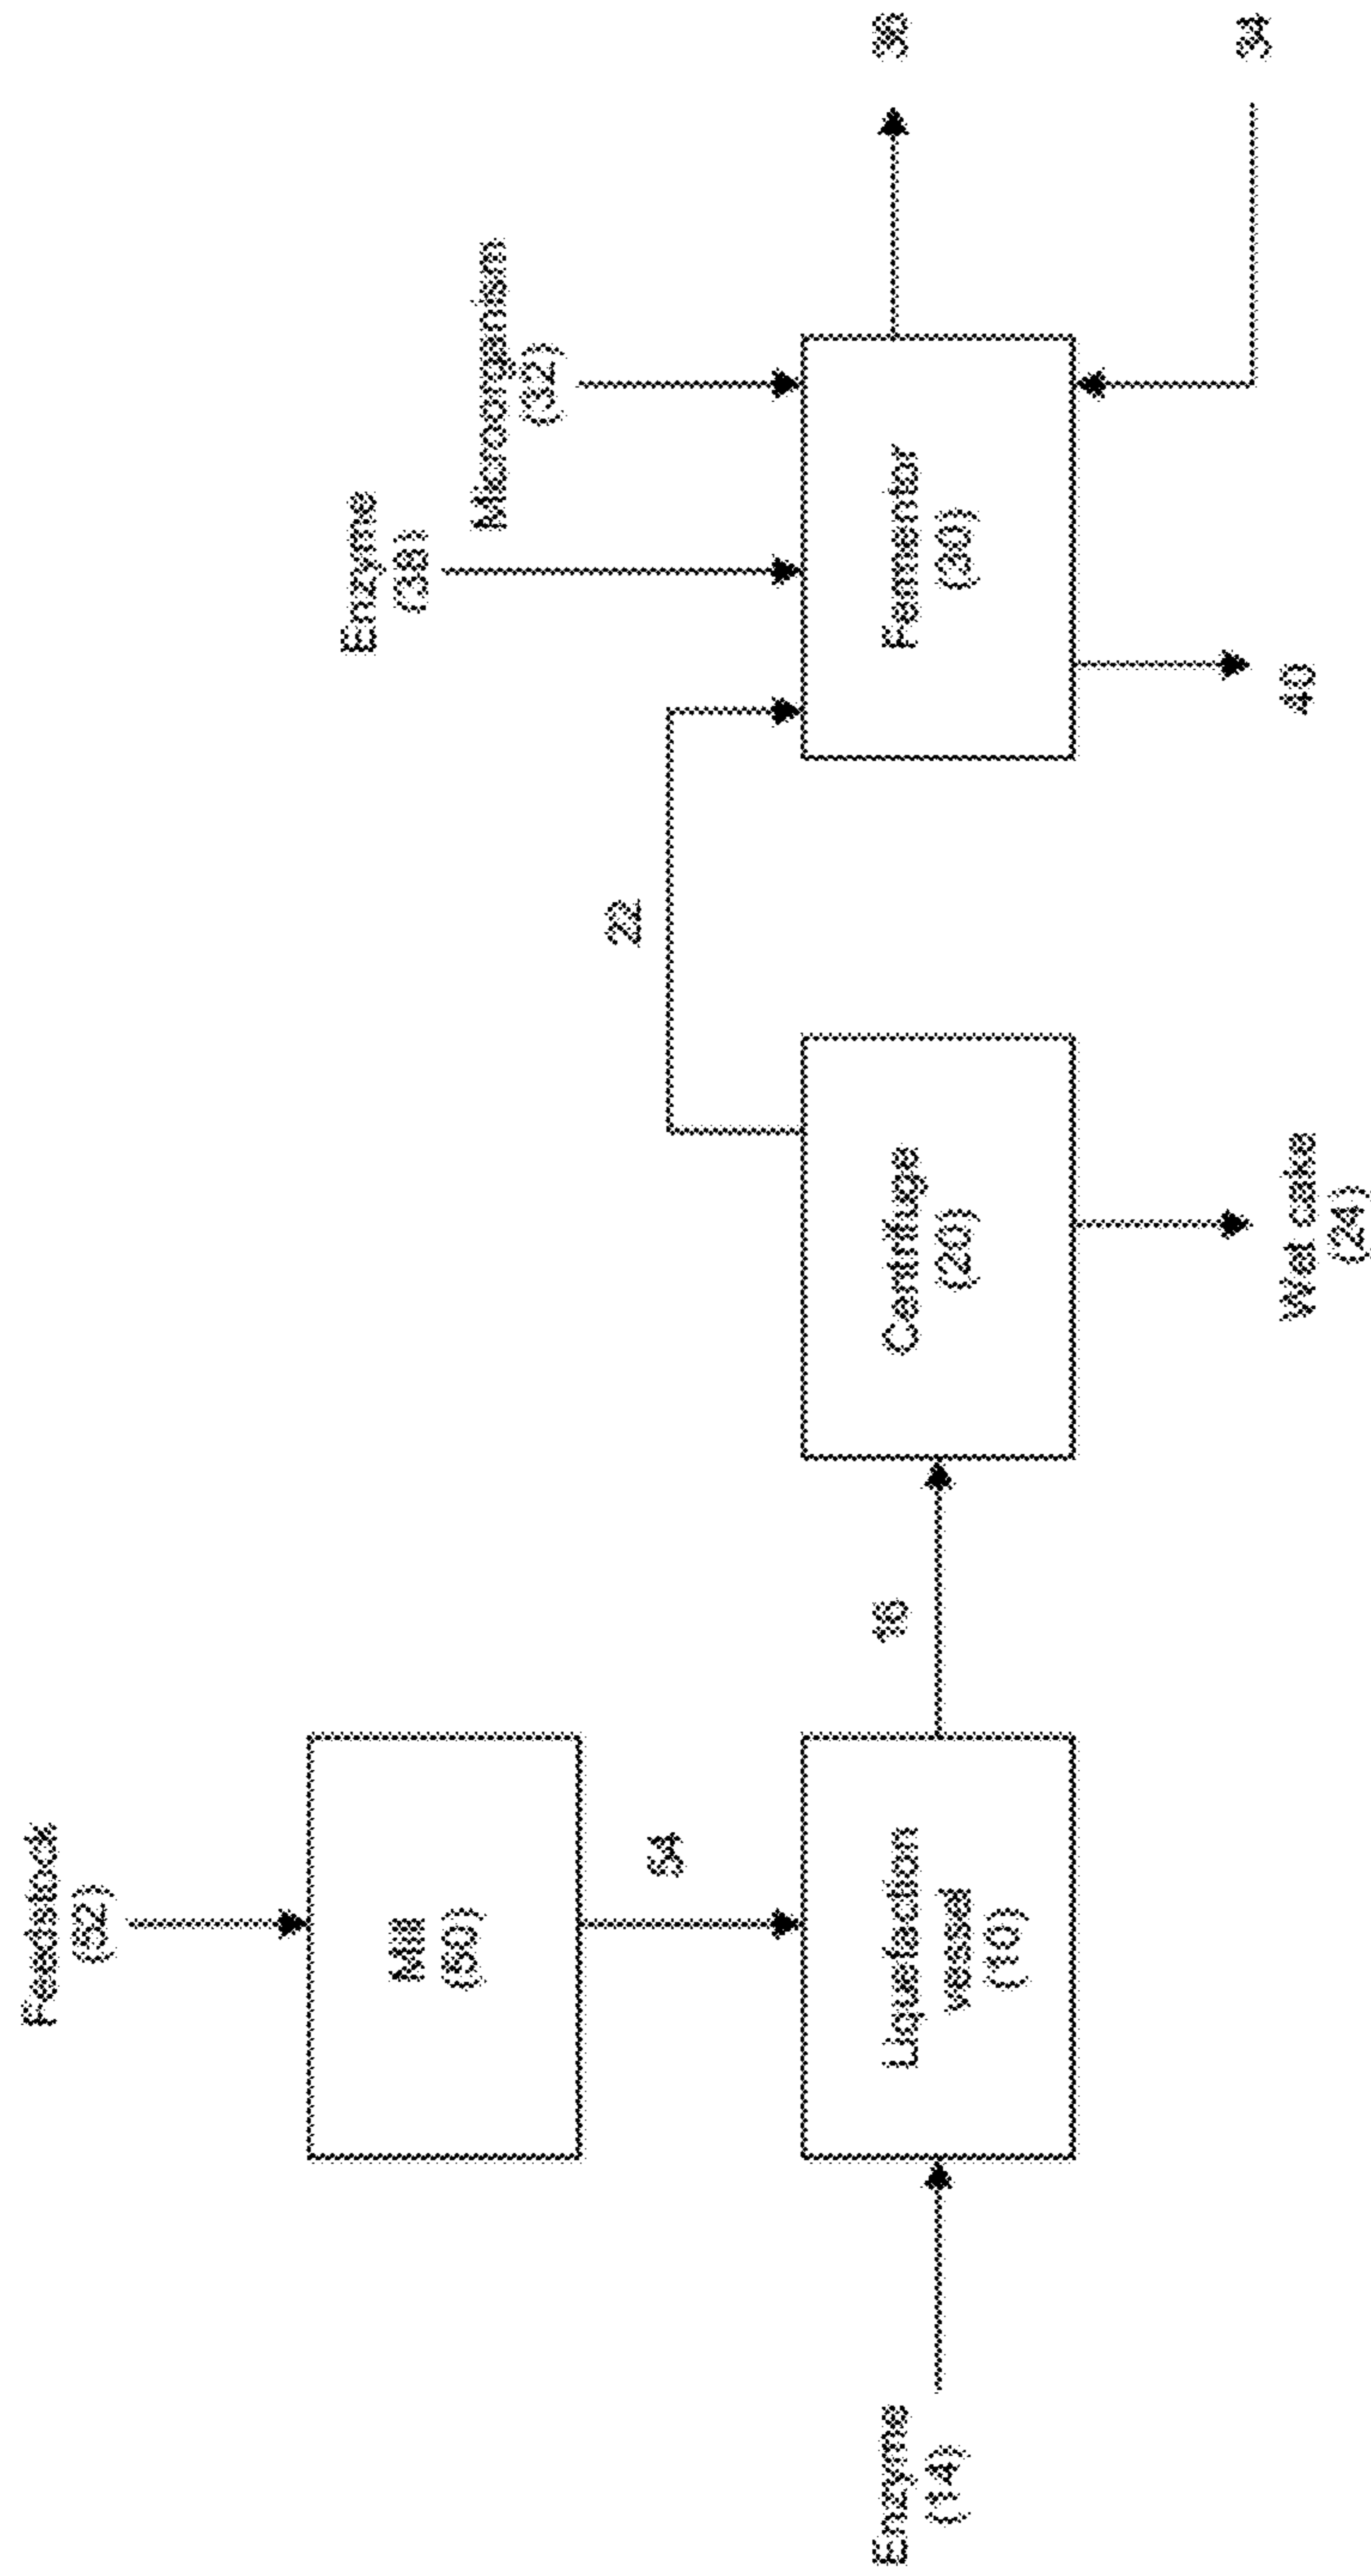 Feedstock
(52)
Mill
(50)
54
Enzyme
(14)
Liquefaction
vessel
(10)
16
Centrifuge
(20)
Wet cake
(24)
22
Enzyme
(38)
Microorganism
(32)
Fermentor
(30)
40
36
34